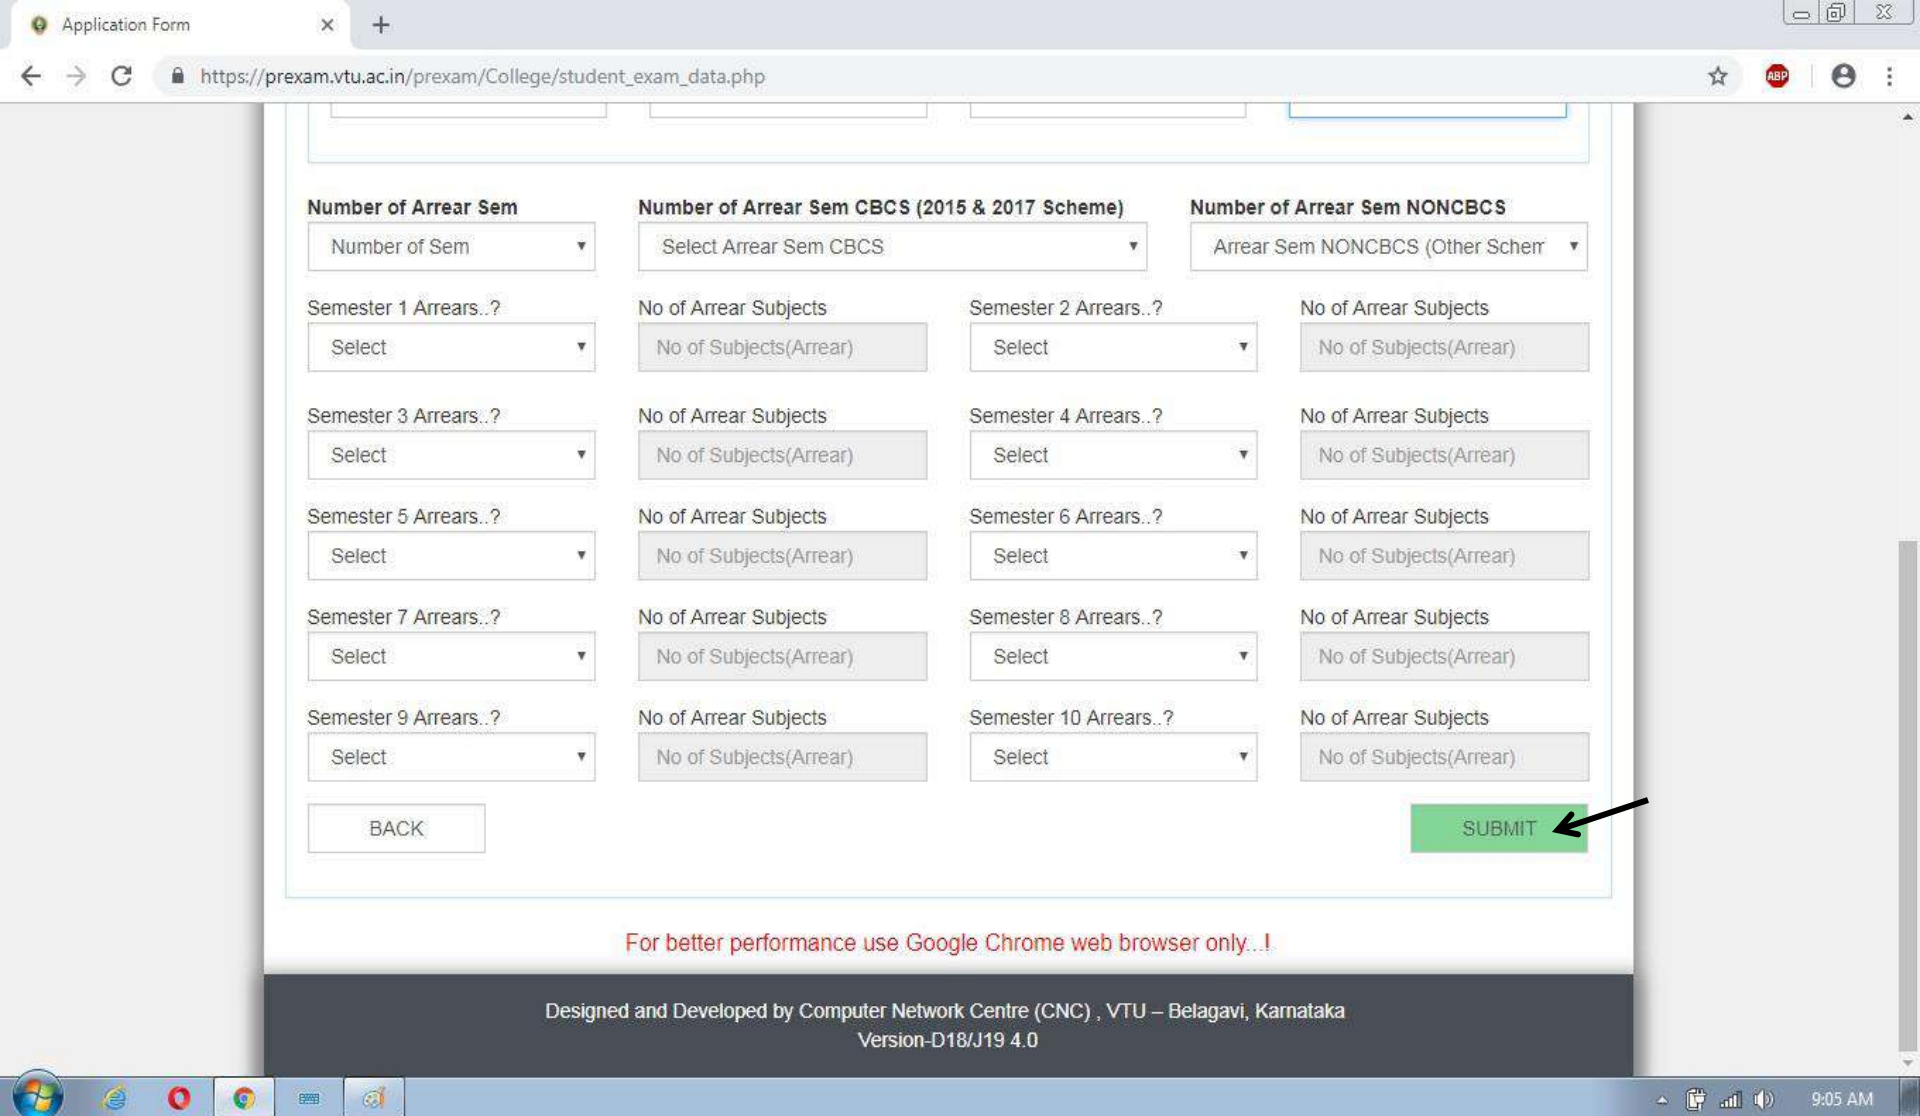 Application Form
https://prexam.vtu.ac.in/prexam/College/student_exam_data.php
ABP
Number of Arrear Sem
Number of Arrear Sem CBCS (2015 & 2017 Scheme)
Number of Arrear Sem NONCBCS
Number of Sem
Select Arrear Sem CBCS
Arrear Sem NONCBCS (Other Schem
Semester 1 Arrears..?
No of Arrear Subjects
Semester 2 Arrears..?
No of Arrear Subjects
Select
No of Subjects(Arrear)
Select
No of Subjects(Arrear)
Semester 3 Arrears..?
No of Arrear Subjects
Semester 4 Arrears..?
No of Arrear Subjects
Select
No of Subjects(Arrear)
Select
No of Subjects(Arrear)
Semester 5 Arrears..?
No of Arrear Subjects
Semester 6 Arrears..?
No of Arrear Subjects
Select
No of Subjects(Arrear)
Select
No of Subjects(Arrear)
Semester 7 Arrears..?
No of Arrear Subjects
Semester 8 Arrears..?
No of Arrear Subjects
Select
No of Subjects(Arrear)
Select
No of Subjects(Arrear)
Semester 9 Arrears..?
No of Arrear Subjects
Semester 10 Arrears..?
No of Arrear Subjects
Select
No of Subjects(Arrear)
Select
No of Subjects(Arrear)
BACK
SUBMIT
For better performance use Google Chrome web browser only...!
Designed and Developed by Computer Network Centre (CNC) , VTU – Belagavi, Karnataka
Version-D18/J19 4.0
9:05 AM